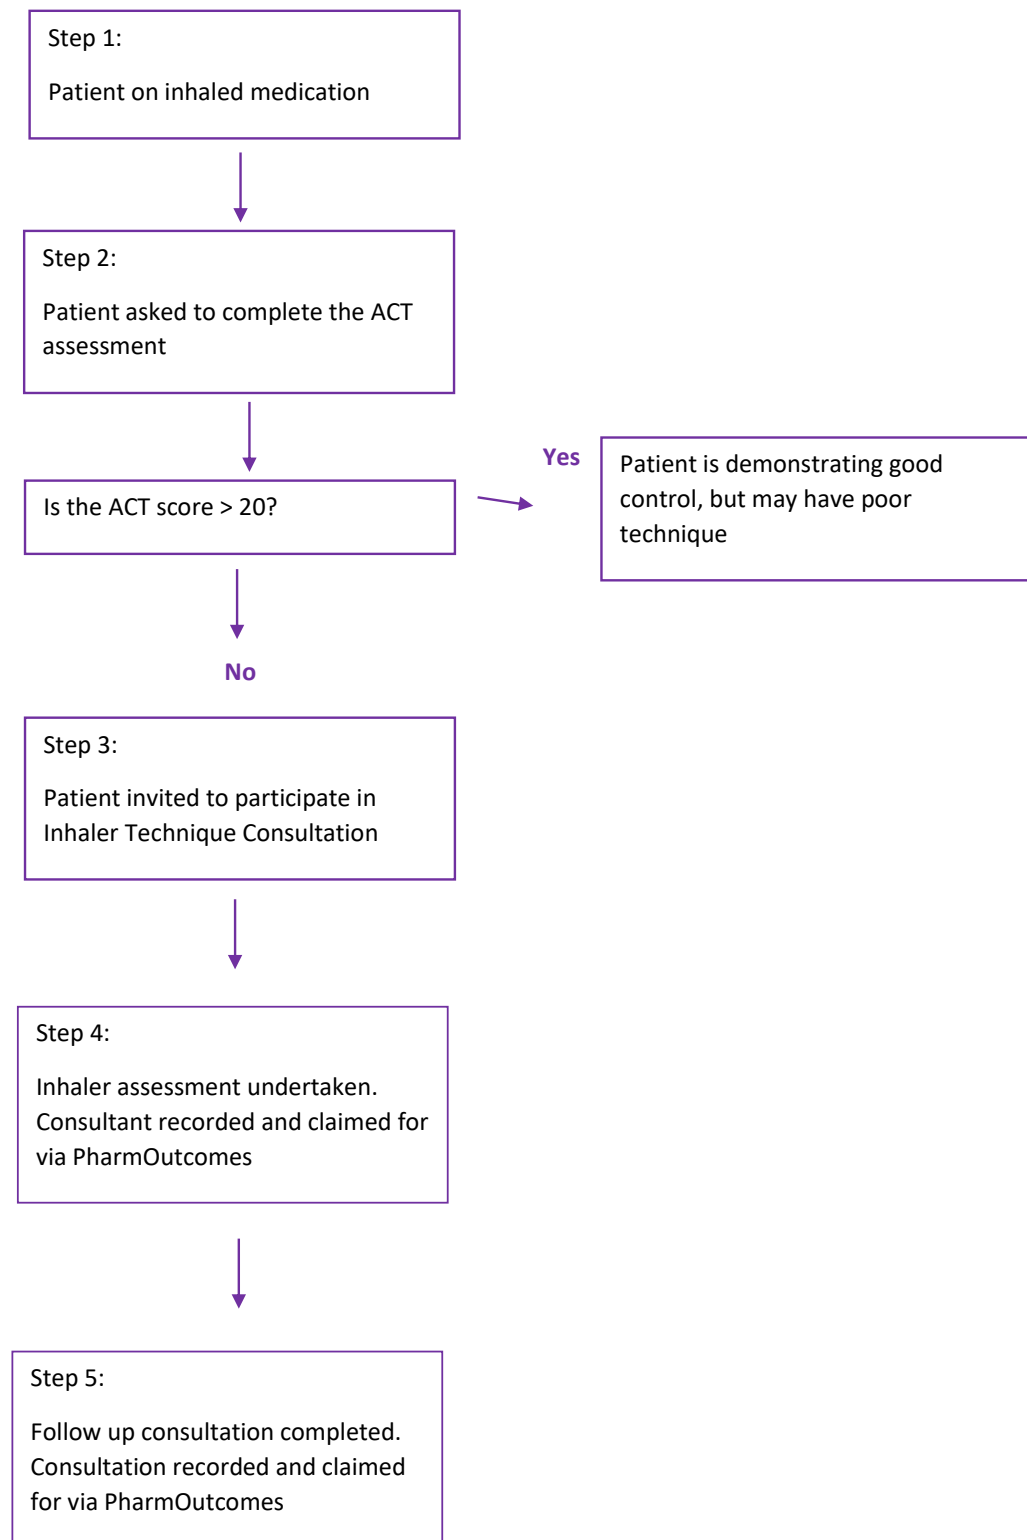 Step 1:
Patient on inhaled medication
Step 2:
Patient asked to complete the ACT
assessment
Is the ACT score > 20?
Yes
Patient is demonstrating good
control, but may have poor
technique
No
Step 3:
Patient invited to participate in
Inhaler Technique Consultation
Step 4:
Inhaler assessment undertaken.
Consultant recorded and claimed for
via PharmOutcomes
Step 5:
Follow up consultation completed.
Consultation recorded and claimed
for via PharmOutcomes